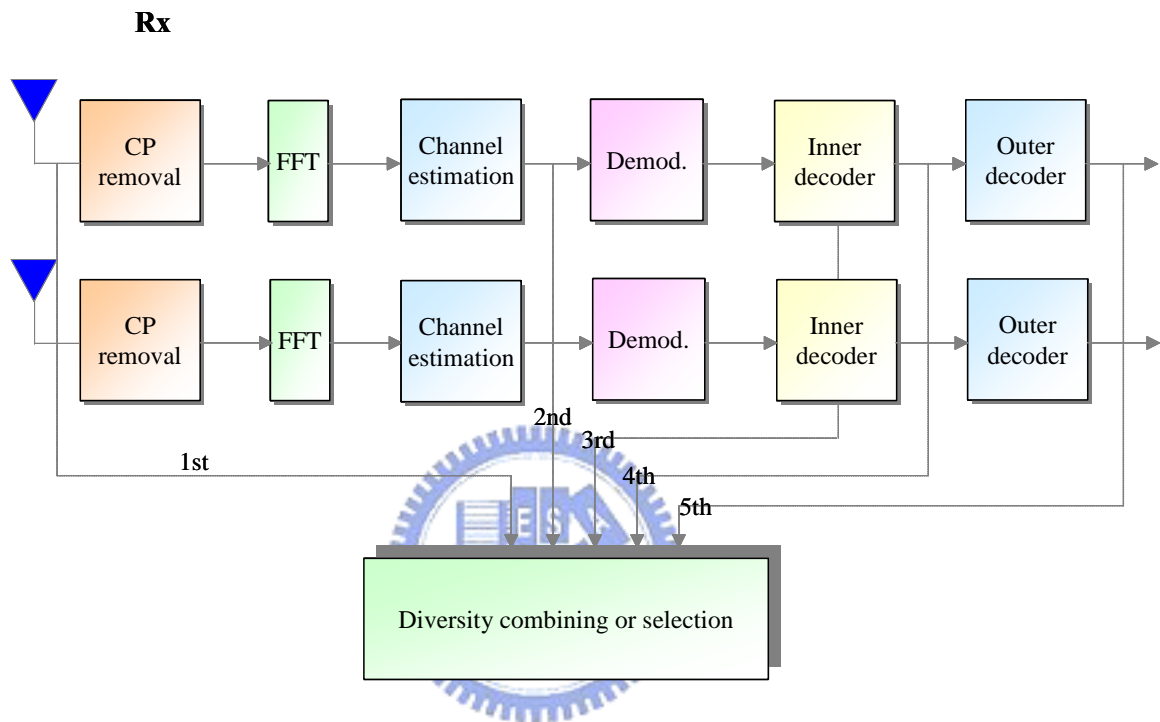 Rx
CP
removal
FFT
Channel
estimation
Demod.
Inner
decoder
Outer
decoder
CP
removal
FFT
Channel
estimation
Demod.
Inner
decoder
Outer
decoder
1st
2nd
3rd
4th
5th
E S
Diversity combining or selection